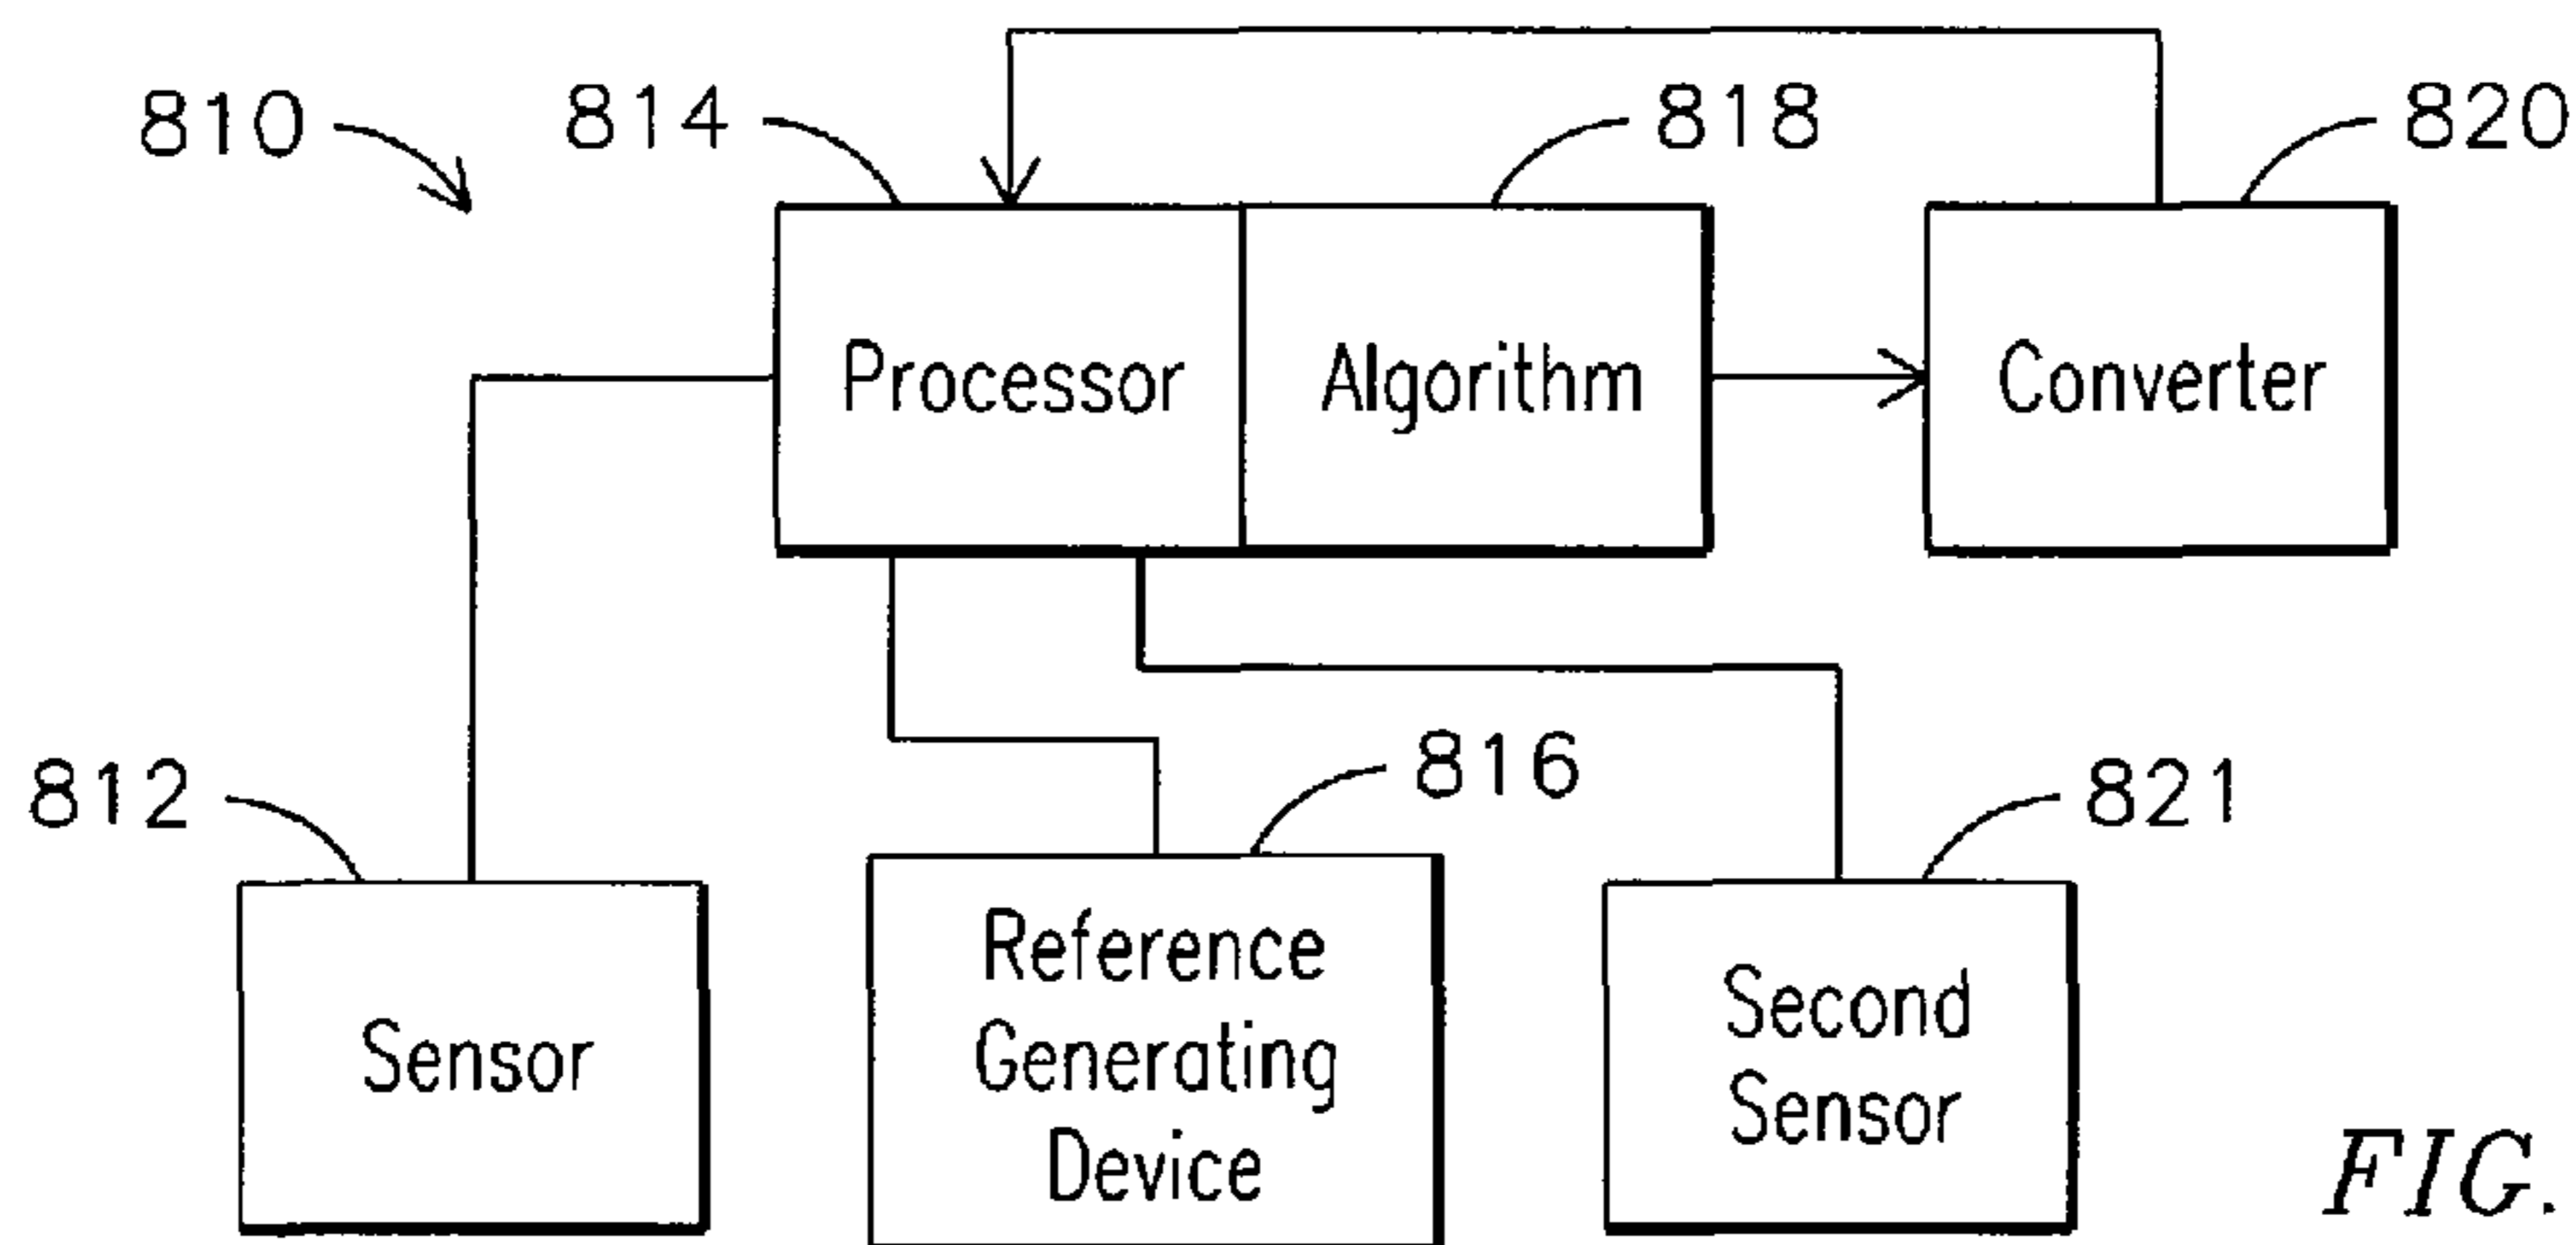 810
814
818
820
Processor
Algorithm
Converter
812
816
821
Sensor
Reference
Generating
Device
Second
Sensor
FIG.